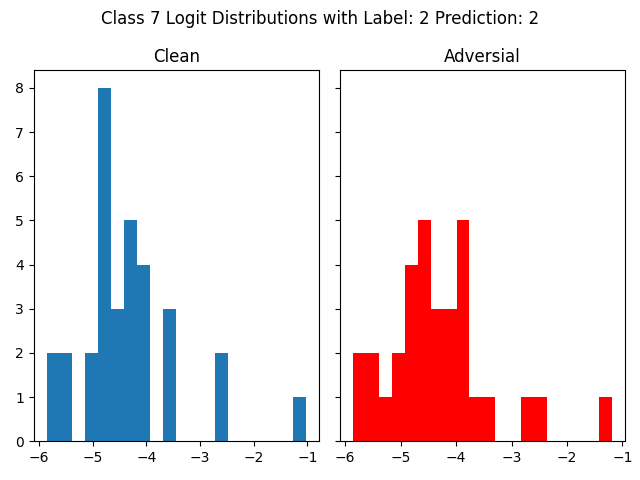 Class 7 Logit Distributions with Label: 2 Prediction: 2
Clean
Adversial
8
7
6
5
4
3
2
1
0
−6 −5 −4 −3 −2 −1
−6 −5 −4 −3 −2 −1